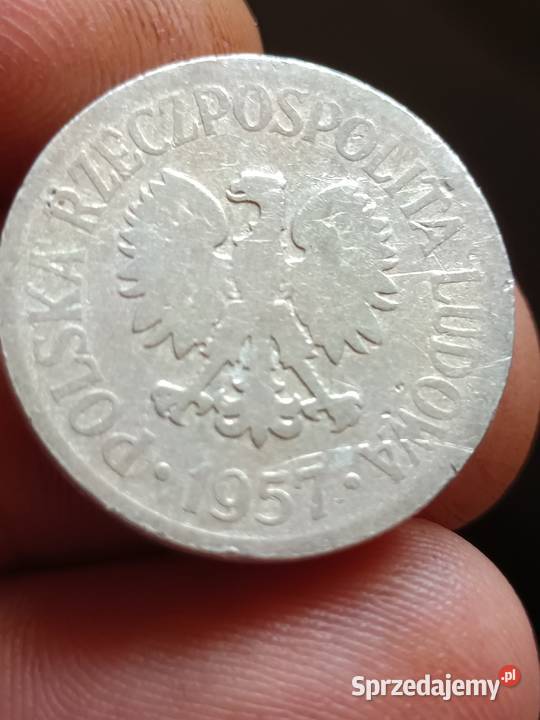 POLSKA RZECZPOSPOLITA LUDOWA
· 1957 ·
Sprzedajemy.pl